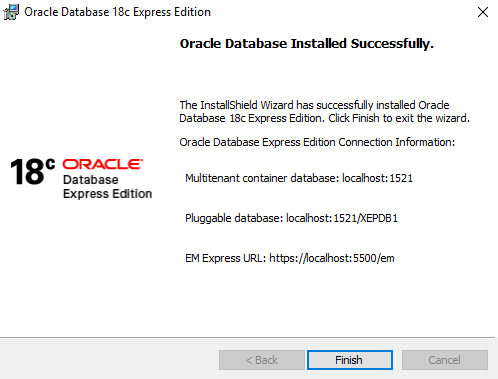 Oracle Database 18c Express Edition
Oracle Database Installed Successfully.
The InstallShield Wizard has successfully installed Oracle
Database 18c Express Edition. Click Finish to exit the wizard.
Oracle Database Express Edition Connection Information:
18c ORACLE
Database
Express Edition
Multitenant container database: localhost:1521
Pluggable database: localhost:1521/XEPDB1
EM Express URL: https://localhost:5500/em
< Back
Finish
Cancel